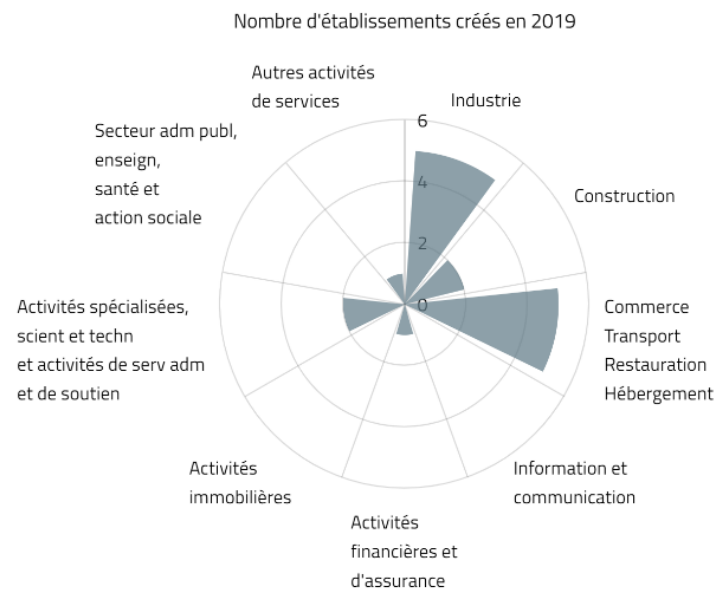 Nombre d'établissements créés en 2019
Autres activités
de services
Industrie
6
4
2
0
Construction
Commerce
Transport
Restauration
Hébergement
Information et
communication
Activités
financières et
d'assurance
Activités
immobilières
Activités spécialisées,
scient et techn
et activités de serv adm
et de soutien
Secteur adm publ,
enseign,
santé et
action sociale